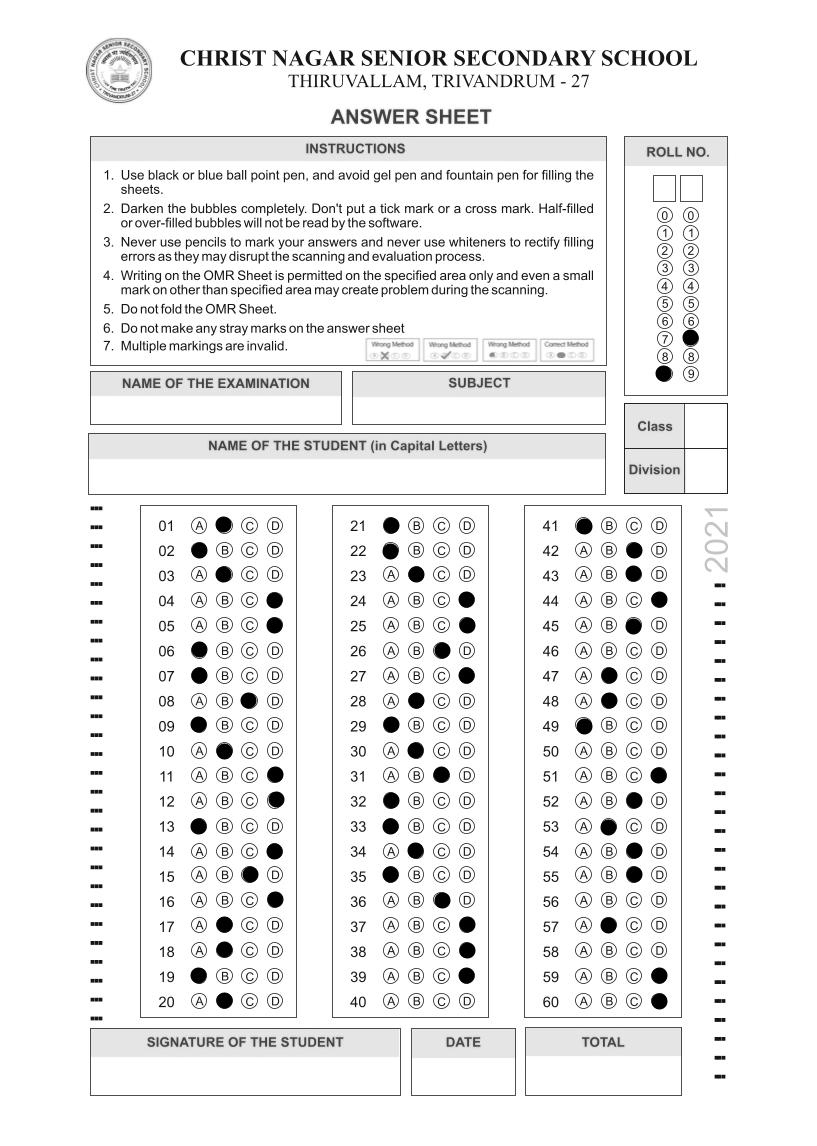 CHRIST NAGAR SENIOR SECONDARY SCHOOL
THIRUVALLAM, TRIVANDRUM - 27
ANSWER SHEET
INSTRUCTIONS
1. Use black or blue ball point pen, and avoid gel pen and fountain pen for filling the
sheets.
2. Darken the bubbles completely. Don't put a tick mark or a cross mark. Half-filled
or over-filled bubbles will not be read by the software.
3. Never use pencils to mark your answers and never use whiteners to rectify filling
errors as they may disrupt the scanning and evaluation process.
4. Writing on the OMR Sheet is permitted on the specified area only and even a small
mark on other than specified area may create problem during the scanning.
5. Do not fold the OMR Sheet.
6. Do not make any stray marks on the answer sheet
7. Multiple markings are invalid.
Wrong Method Wrong Method Wrong Method Correct Method
ROLL NO.
0 0
1 1
2 2
3 3
4 4
5 5
6 6
7
8 8
9
NAME OF THE EXAMINATION
SUBJECT
NAME OF THE STUDENT (in Capital Letters)
Class
Division
2021
01 A C D
02 B C D
03 A C D
04 A B C
05 A B C
06 B C D
07 B C D
08 A B D
09 B C D
10 A C D
11 A B C
12 A B C
13 B C D
14 A B C
15 A B D
16 A B C
17 A C D
18 A C D
19 B C D
20 A C D
21 B C D
22 B C D
23 A C D
24 A B C
25 A B C
26 A B D
27 A B C
28 A C D
29 B C D
30 A C D
31 A B D
32 B C D
33 B C D
34 A C D
35 B C D
36 A B D
37 A B C
38 A B C
39 A B C
40 A B C D
41 B C D
42 A B D
43 A B D
44 A B C
45 A B D
46 A B C D
47 A C D
48 A C D
49 B C D
50 A B C D
51 A B C
52 A B D
53 A C D
54 A B D
55 A B D
56 A B C D
57 A C D
58 A B C D
59 A B C
60 A B C
SIGNATURE OF THE STUDENT
DATE
TOTAL